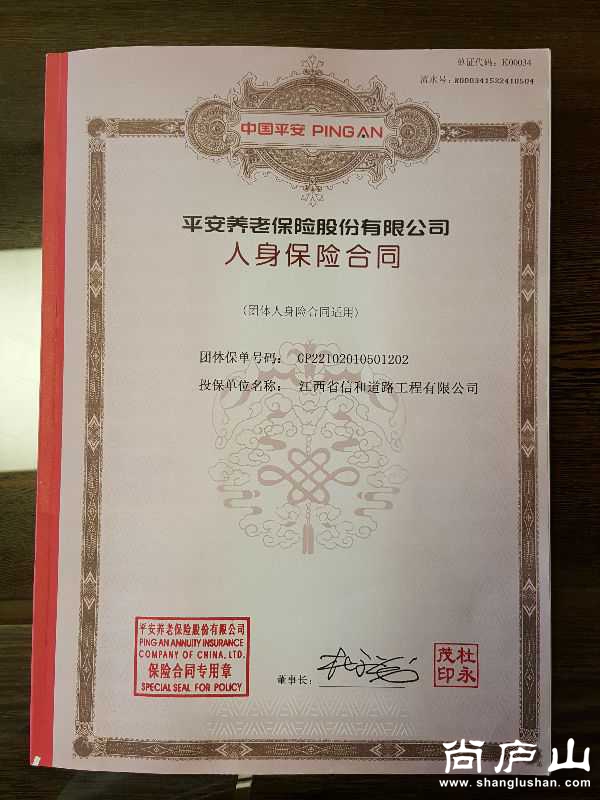 单证代码：E00034
流水号：K000341522410504
中国平安 PING AN
平安养老保险股份有限公司
人身保险合同
（团体人身险合同适用）
团体保单号码： GP22102010501202
投保单位名称： 江西省信和道路工程有限公司
平安养老保险股份有限公司
PING AN ANNUITY INSURANCE
COMPANY OF CHINA, LTD.
保险合同专用章
SPECIAL SEAL FOR POLICY
董事长：
杜永
茂印
尚庐山
www.shanglushan.com